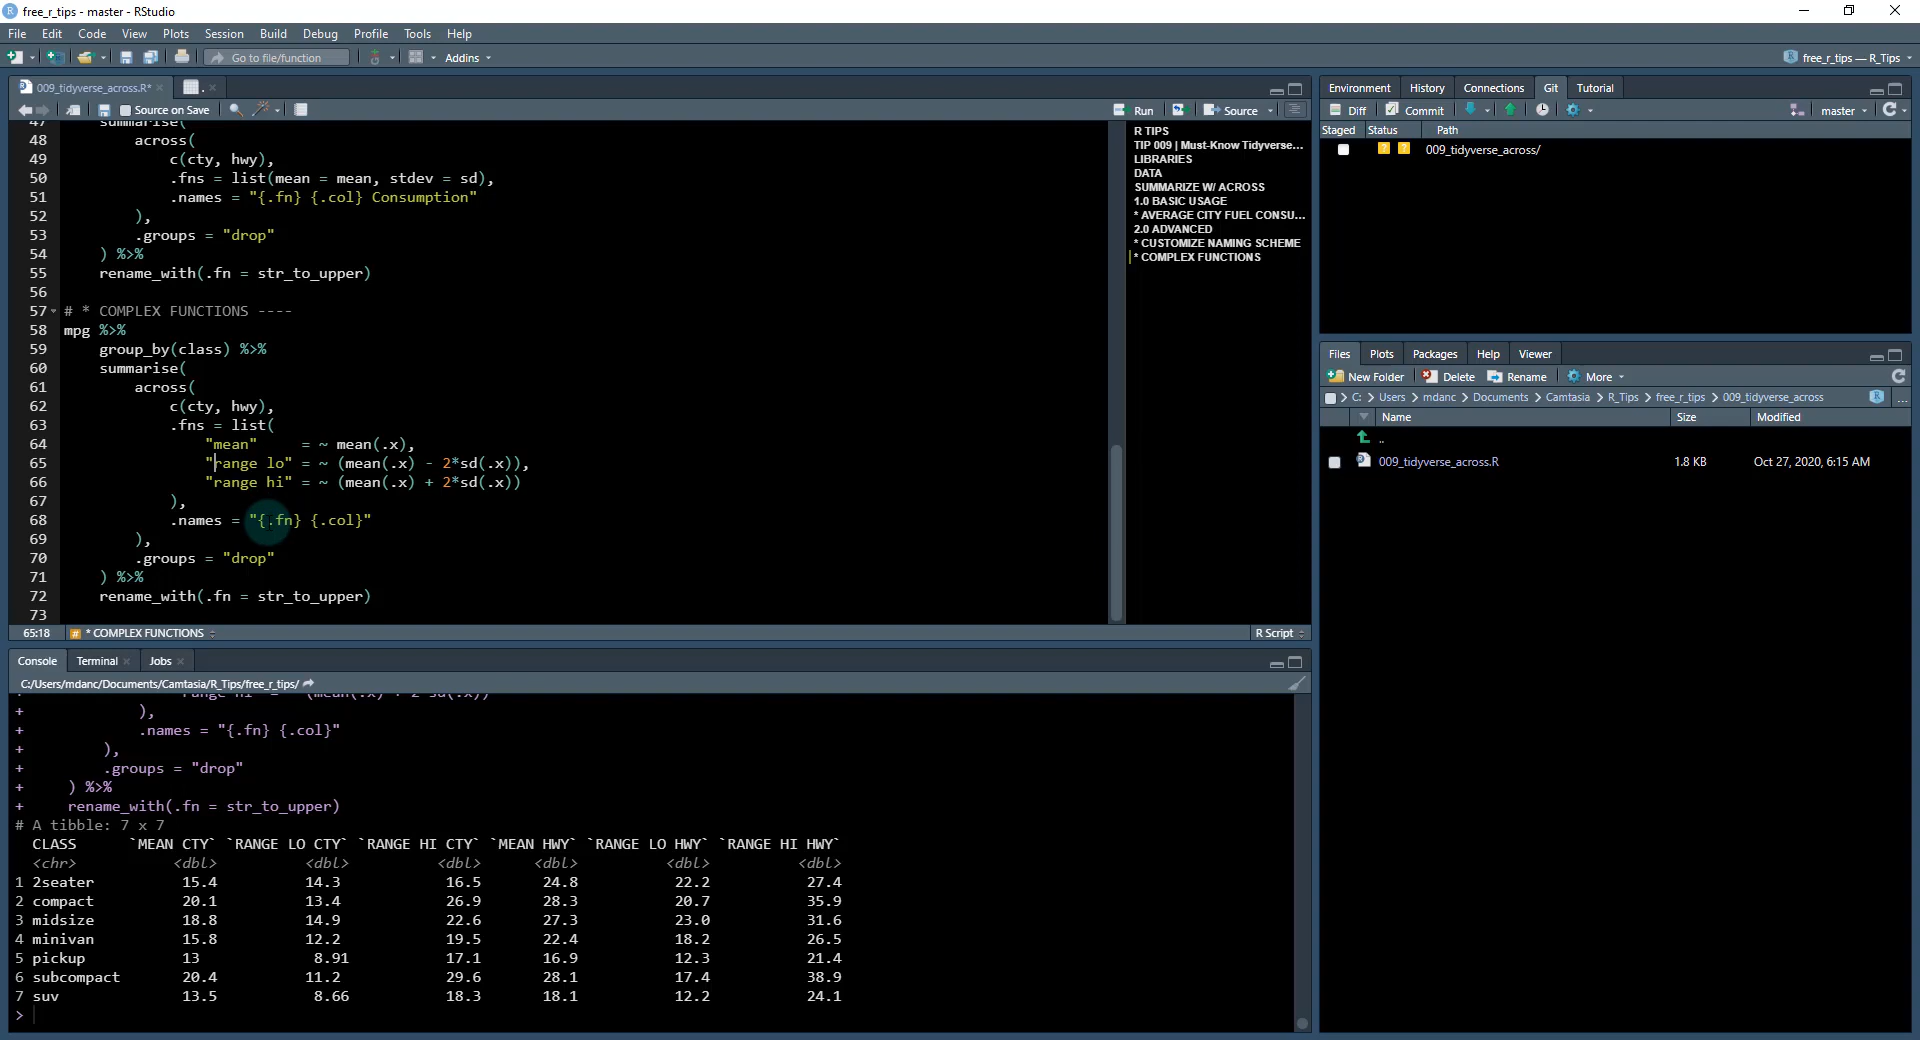 free_r_tips - master - RStudio
File Edit Code View Plots Session Build Debug Profile Tools Help
Go to file/function Addins
free_r_tips — R_Tips
009_tidyverse_across.R*
.
Source on Save
Run
Source
47 summarise(
48 across(
49 c(cty, hwy),
50 .fns = list(mean = mean, stdev = sd),
51 .names = "{.fn} {.col} Consumption"
52 ),
53 .groups = "drop"
54 ) %>%
55 rename_with(.fn = str_to_upper)
56
57 # * COMPLEX FUNCTIONS ----
58 mpg %>%
59 group_by(class) %>%
60 summarise(
61 across(
62 c(cty, hwy),
63 .fns = list(
64 "mean" = ~ mean(.x),
65 "range lo" = ~ (mean(.x) - 2*sd(.x)),
66 "range hi" = ~ (mean(.x) + 2*sd(.x))
67 ),
68 .names = "{.fn} {.col}"
69 ),
70 .groups = "drop"
71 ) %>%
72 rename_with(.fn = str_to_upper)
73
65:18 # * COMPLEX FUNCTIONS
R Script
R TIPS
TIP 009 | Must-Know Tidyverse...
LIBRARIES
DATA
SUMMARIZE W/ ACROSS
1.0 BASIC USAGE
* AVERAGE CITY FUEL CONSU...
2.0 ADVANCED
* CUSTOMIZE NAMING SCHEME
* COMPLEX FUNCTIONS
Console Terminal Jobs
C:/Users/mdanc/Documents/Camtasia/R_Tips/free_r_tips/
+ "range hi" = ~ (mean(.x) + 2*sd(.x))
+ ),
+ .names = "{.fn} {.col}"
+ ),
+ .groups = "drop"
+ ) %>%
+ rename_with(.fn = str_to_upper)
# A tibble: 7 x 7
CLASS `MEAN CTY` `RANGE LO CTY` `RANGE HI CTY` `MEAN HWY` `RANGE LO HWY` `RANGE HI HWY`
<chr> <dbl> <dbl> <dbl> <dbl> <dbl> <dbl>
1 2seater 15.4 14.3 16.5 24.8 22.2 27.4
2 compact 20.1 13.4 26.9 28.3 20.7 35.9
3 midsize 18.8 14.9 22.6 27.3 23.0 31.6
4 minivan 15.8 12.2 19.5 22.4 18.2 26.5
5 pickup 13 8.91 17.1 16.9 12.3 21.4
6 subcompact 20.4 11.2 29.6 28.1 17.4 38.9
7 suv 13.5 8.66 18.3 18.1 12.2 24.1
>
Environment History Connections Git Tutorial
Diff Commit master
Staged Status Path
? ? 009_tidyverse_across/
Files Plots Packages Help Viewer
New Folder Delete Rename More
C: > Users > mdanc > Documents > Camtasia > R_Tips > free_r_tips > 009_tidyverse_across ...
Name Size Modified
..
009_tidyverse_across.R 1.8 KB Oct 27, 2020, 6:15 AM